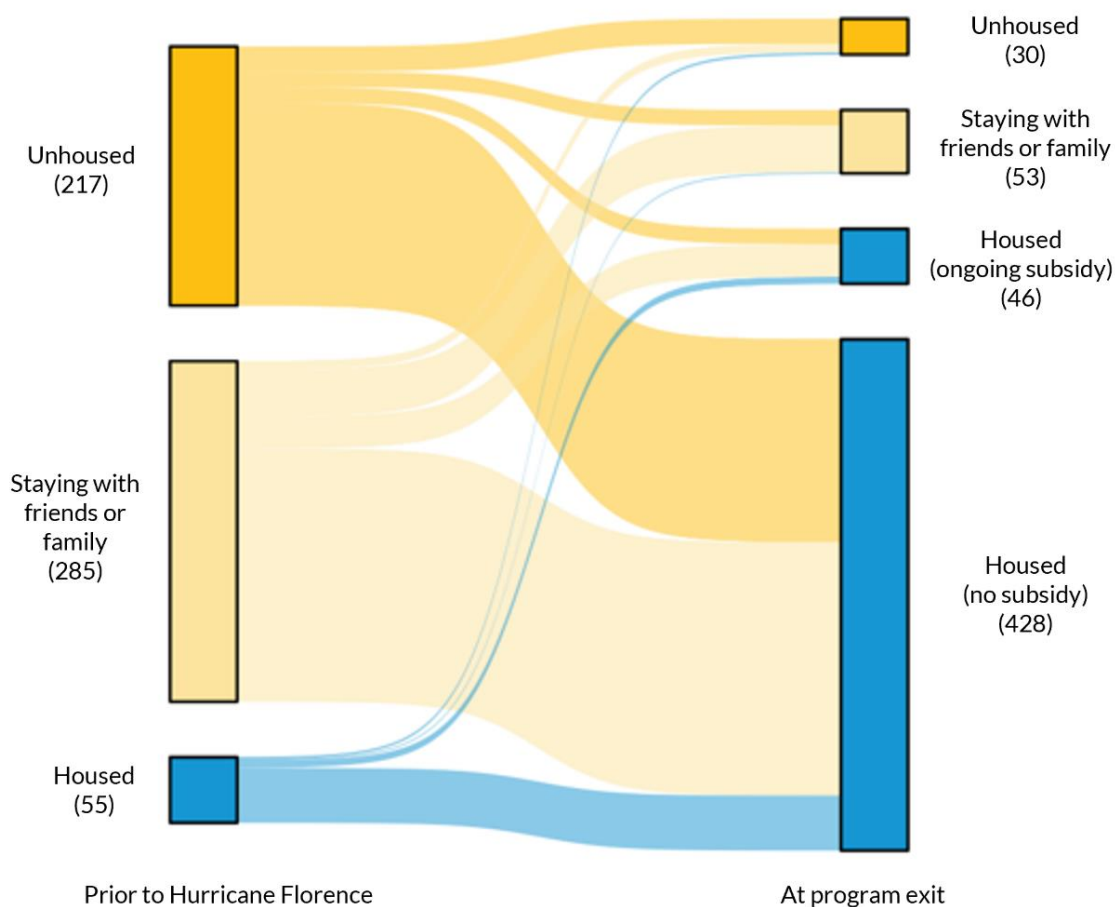 Unhoused
(217)
Staying with
friends or
family
(285)
Housed
(55)
Prior to Hurricane Florence
Unhoused
(30)
Staying with
friends or family
(53)
Housed
(ongoing subsidy)
(46)
Housed
(no subsidy)
(428)
At program exit